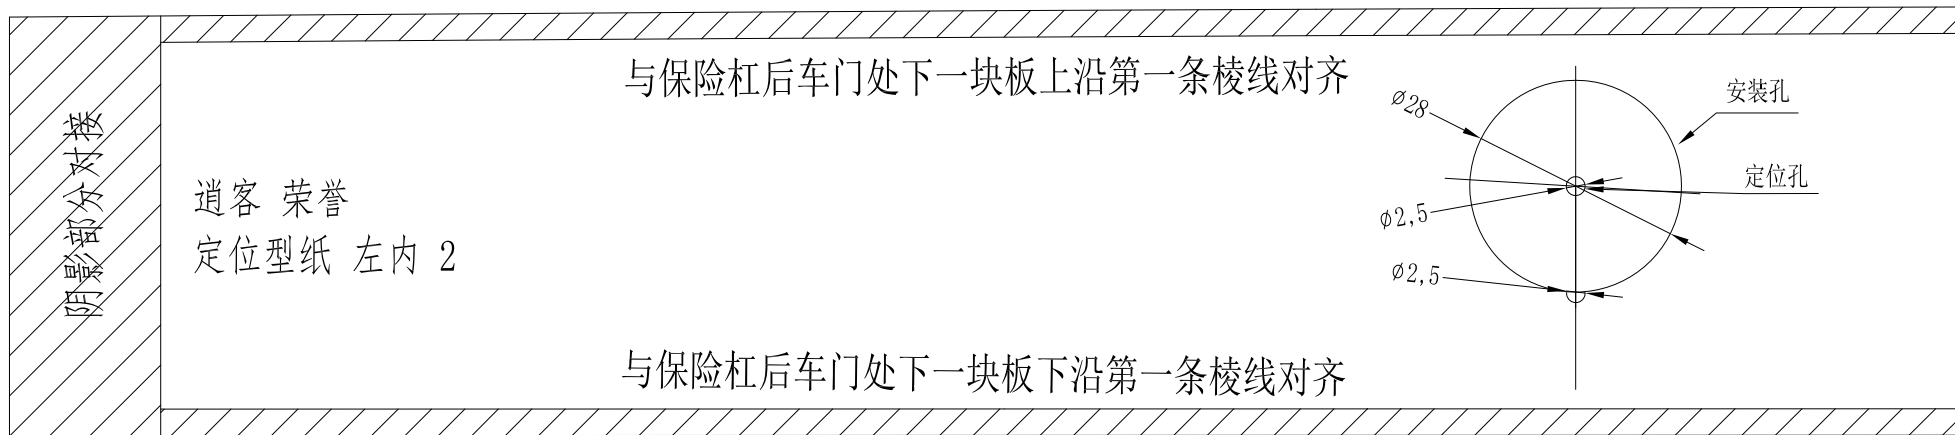 与保险杠后车门处下一块板上沿第一条棱线对齐
阴影部分对接
逍客 荣誉
定位型纸 左内 2
⌀28
安装孔
定位孔
⌀2,5
⌀2,5
与保险杠后车门处下一块板下沿第一条棱线对齐